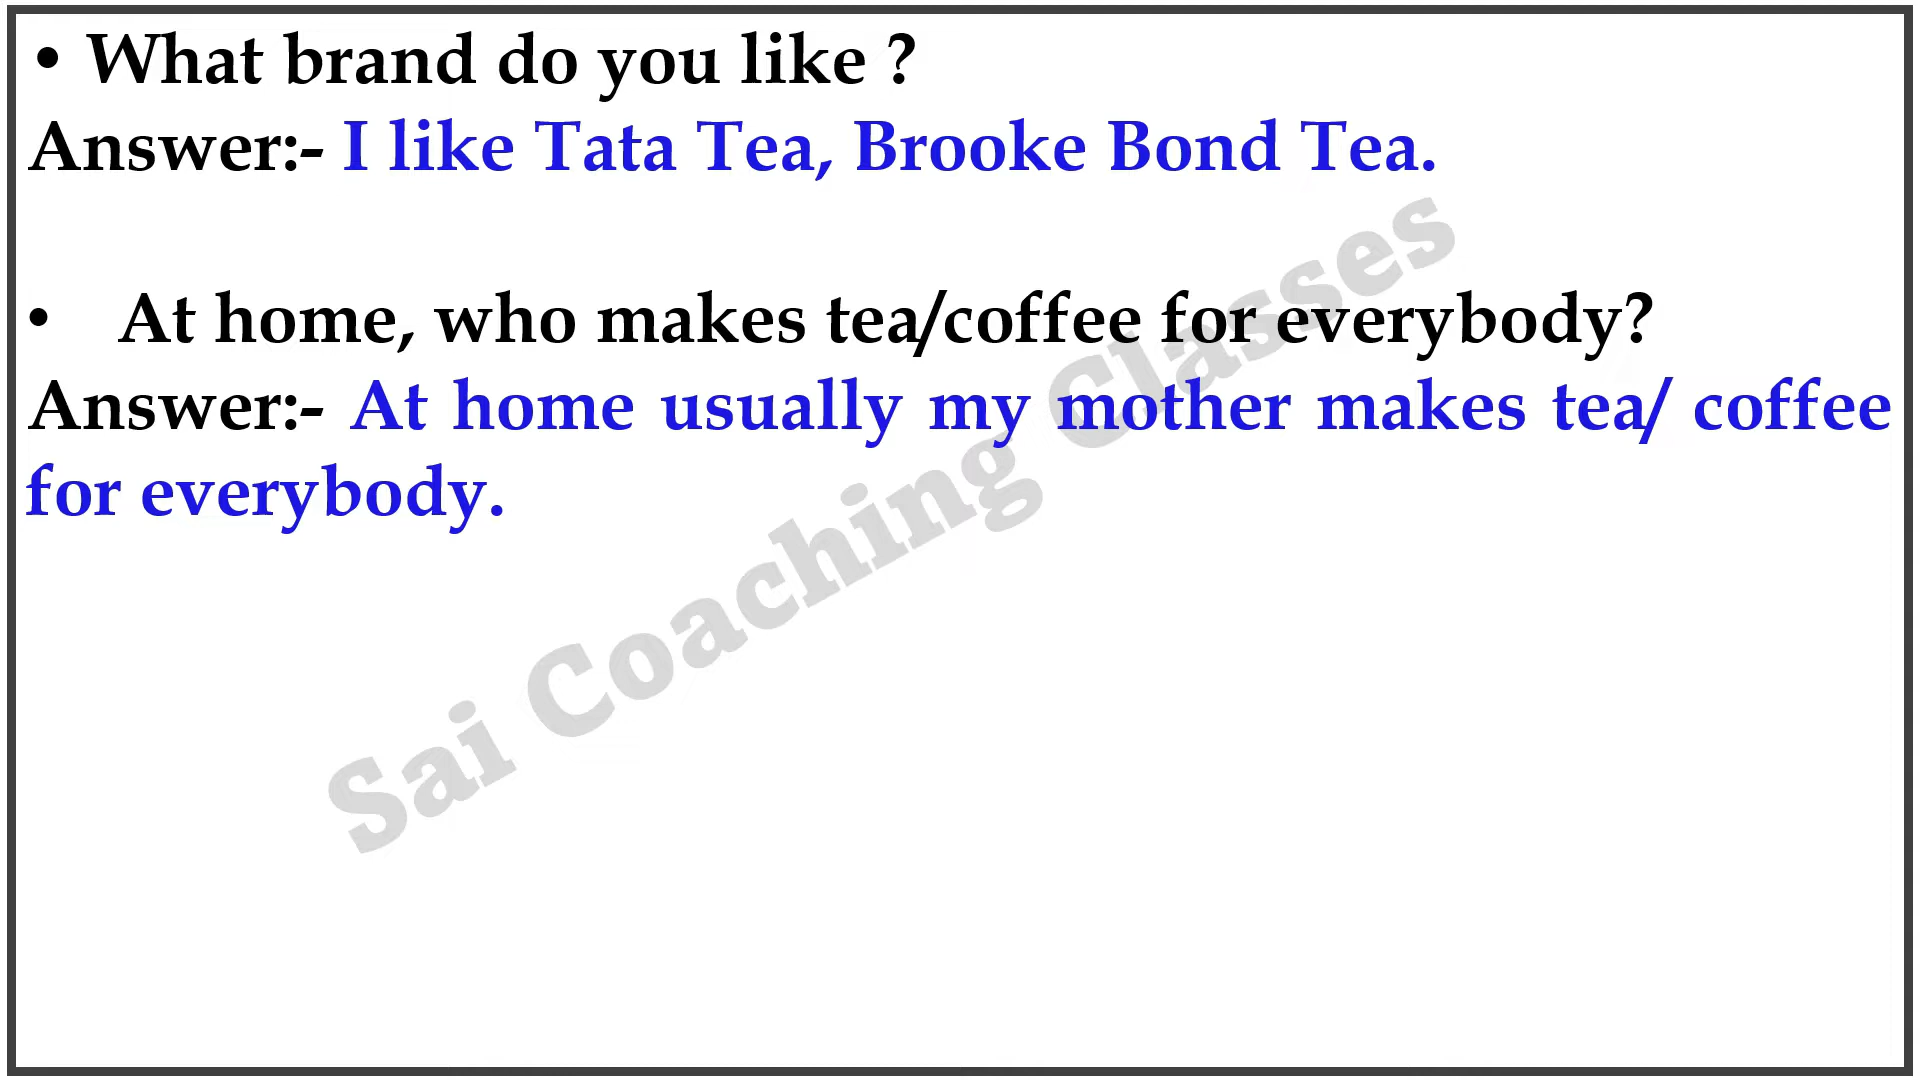 • What brand do you like ?
Answer:- I like Tata Tea, Brooke Bond Tea.
• At home, who makes tea/coffee for everybody?
Answer:- At home usually my mother makes tea/ coffee
for everybody.
Sai Coaching Classes